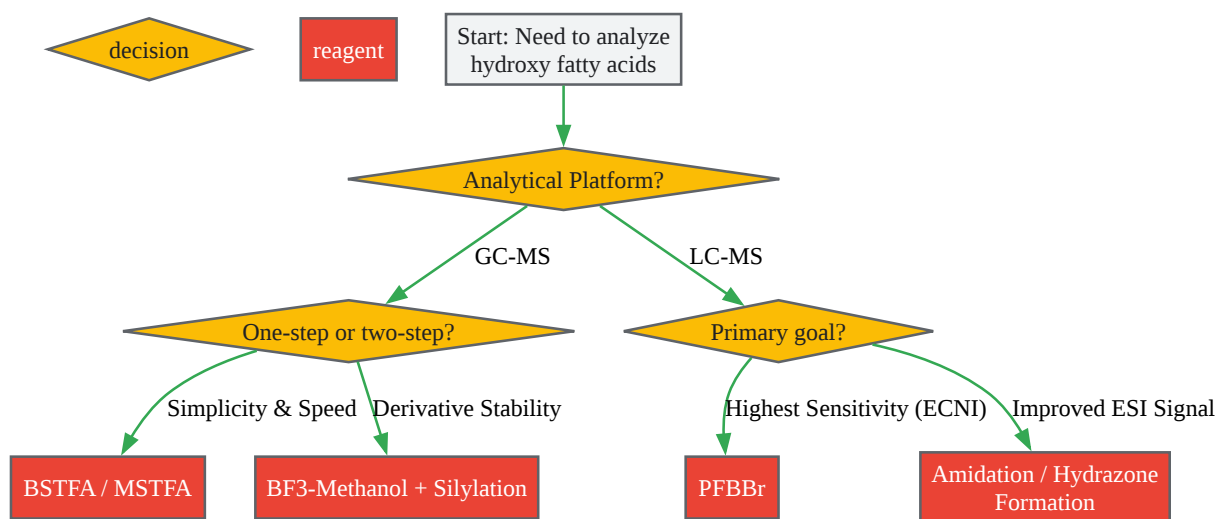 decision
reagent
Start: Need to analyze
hydroxy fatty acids
Analytical Platform?
GC-MS
LC-MS
One-step or two-step?
Primary goal?
Simplicity & Speed
Derivative Stability
Highest Sensitivity (ECNI)
Improved ESI Signal
BSTFA / MSTFA
BF3-Methanol + Silylation
PFBBr
Amidation / Hydrazone
Formation